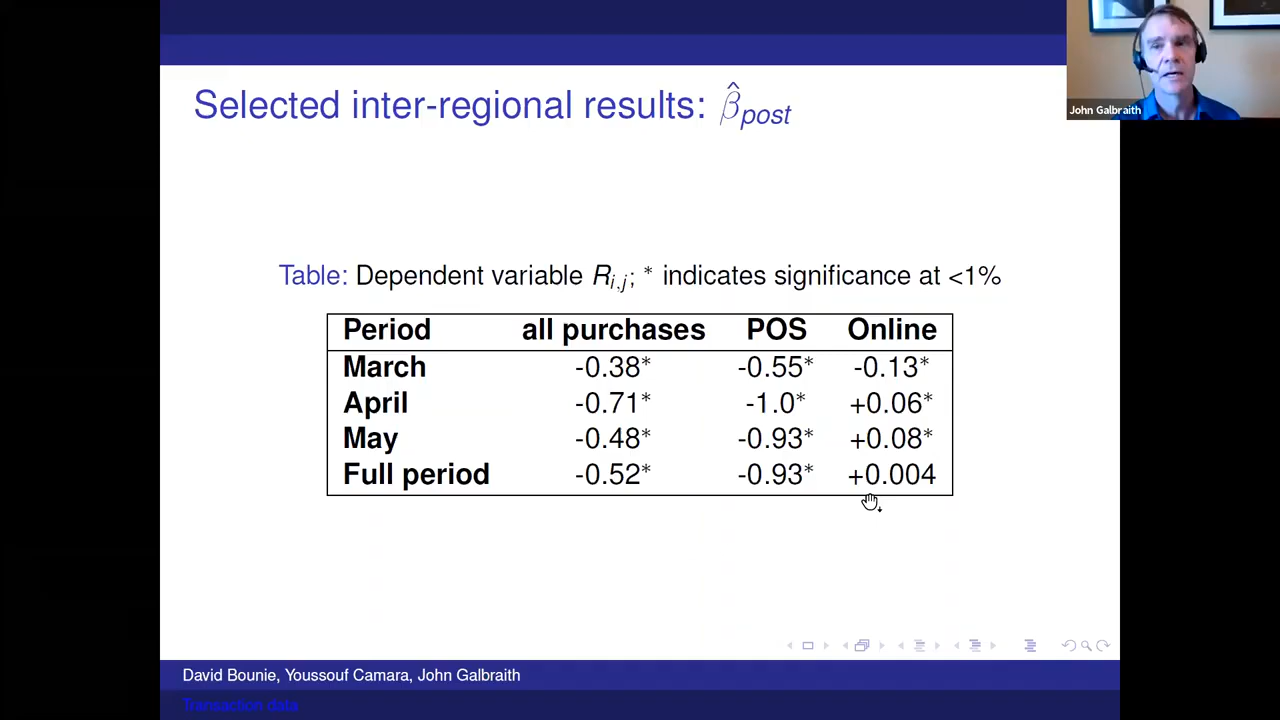 John Galbraith
Selected inter-regional results: β̂post
Table: Dependent variable Ri,j; * indicates significance at <1%
Period all purchases POS Online
March -0.38* -0.55* -0.13*
April -0.71* -1.0* +0.06*
May -0.48* -0.93* +0.08*
Full period -0.52* -0.93* +0.004
David Bounie, Youssouf Camara, John Galbraith
Transaction data